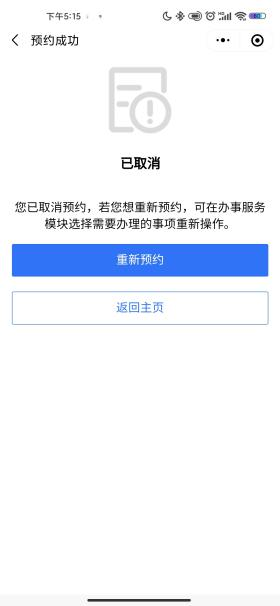 下午5:15
预约成功
已取消
您已取消预约，若您想重新预约，可在办事服务
模块选择需要办理的事项重新操作。
重新预约
返回主页